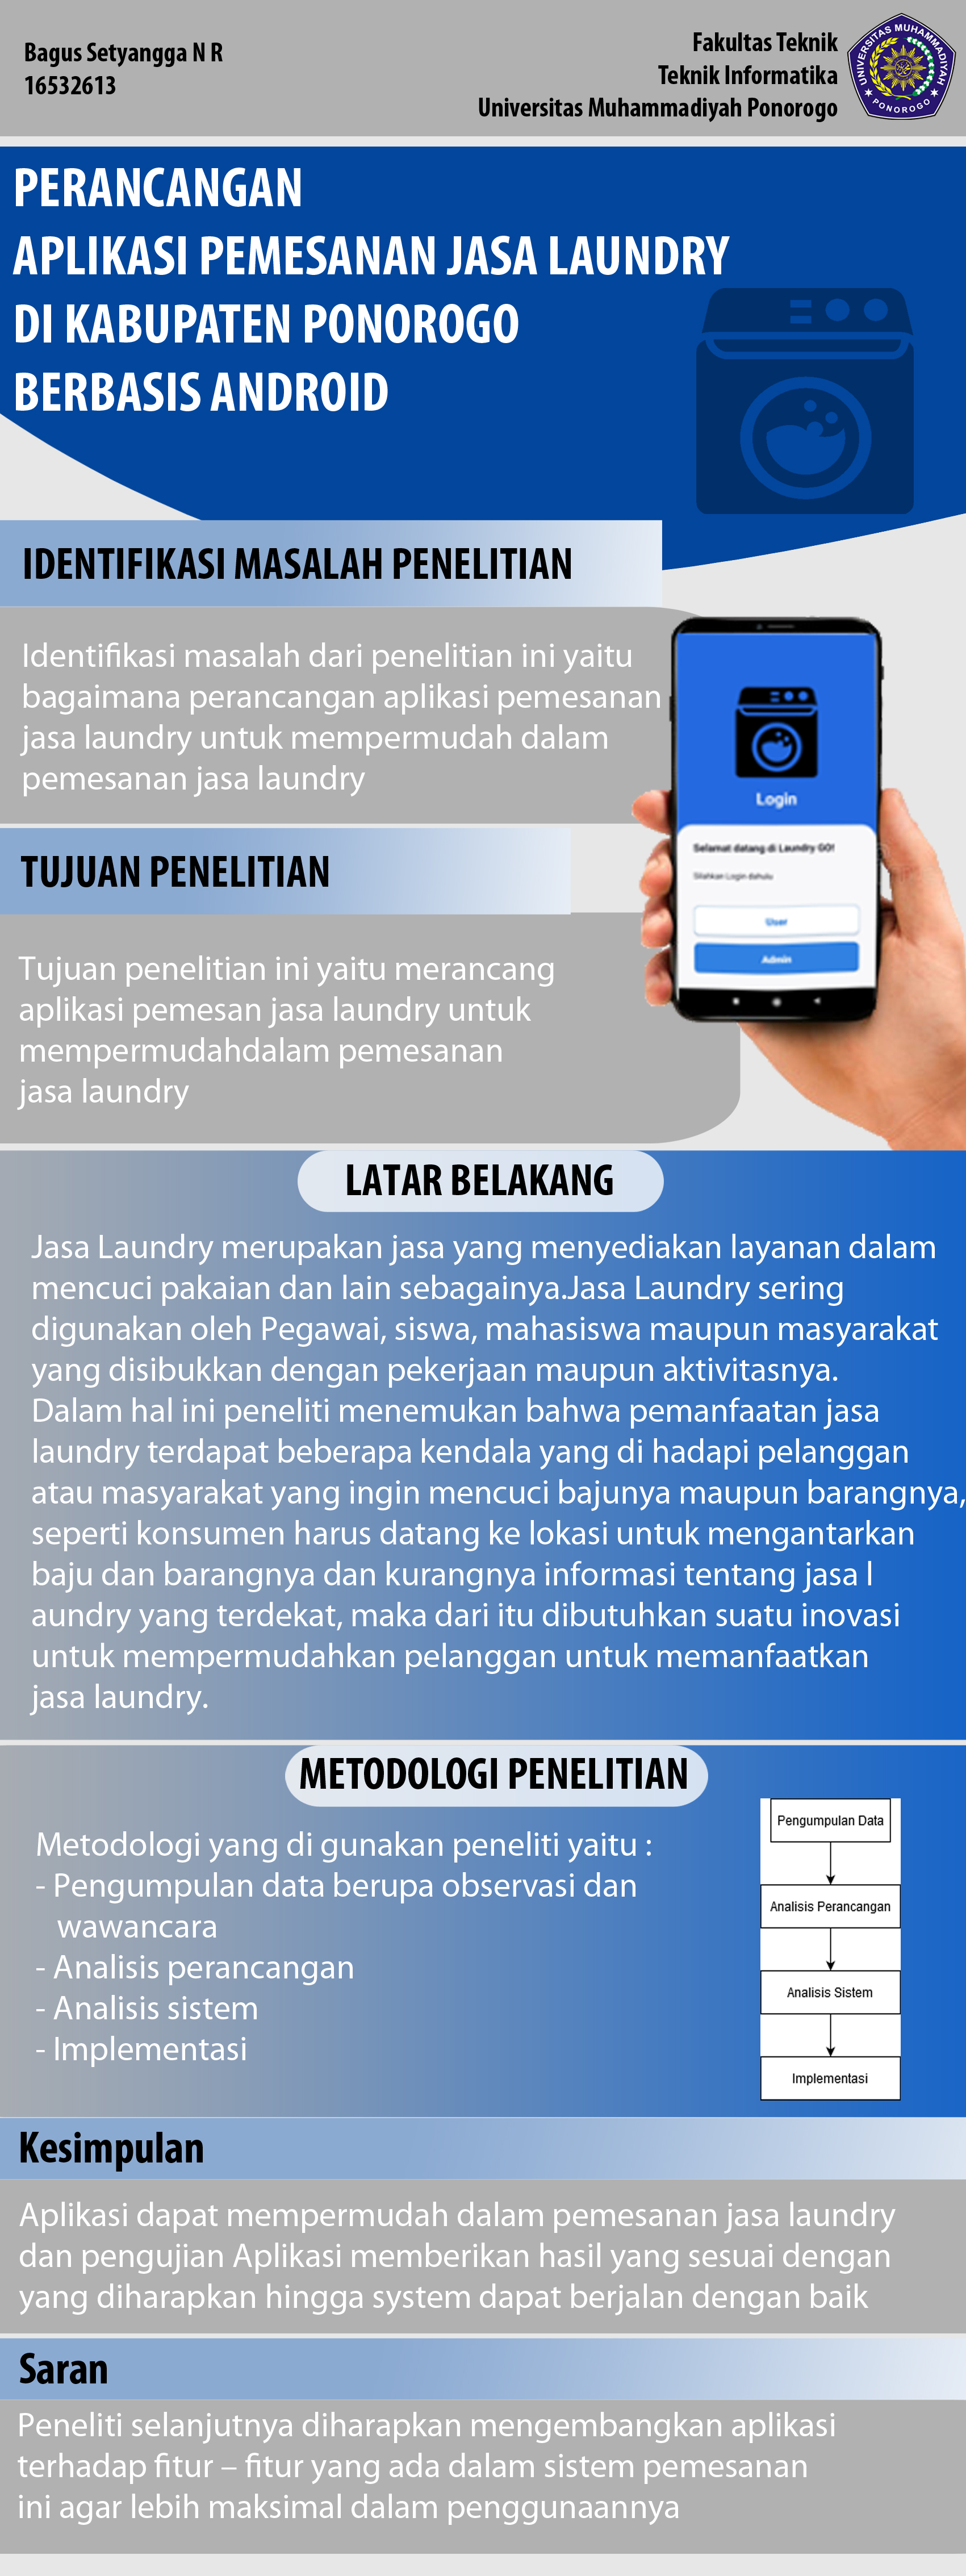 Bagus Setyangga N R
16532613
Fakultas Teknik
Teknik Informatika
Universitas Muhammadiyah Ponorogo
UNIVERSITAS MUHAMMADIYAH
PONOROGO
PERANCANGAN
APLIKASI PEMESANAN JASA LAUNDRY
DI KABUPATEN PONOROGO
BERBASIS ANDROID
IDENTIFIKASI MASALAH PENELITIAN
Identifikasi masalah dari penelitian ini yaitu
bagaimana perancangan aplikasi pemesanan
jasa laundry untuk mempermudah dalam
pemesanan jasa laundry
Login
Selamat datang di Laundry GO!
Silahkan Login dahulu
User
Admin
TUJUAN PENELITIAN
Tujuan penelitian ini yaitu merancang
aplikasi pemesan jasa laundry untuk
mempermudahdalam pemesanan
jasa laundry
LATAR BELAKANG
Jasa Laundry merupakan jasa yang menyediakan layanan dalam
mencuci pakaian dan lain sebagainya.Jasa Laundry sering
digunakan oleh Pegawai, siswa, mahasiswa maupun masyarakat
yang disibukkan dengan pekerjaan maupun aktivitasnya.
Dalam hal ini peneliti menemukan bahwa pemanfaatan jasa
laundry terdapat beberapa kendala yang di hadapi pelanggan
atau masyarakat yang ingin mencuci bajunya maupun barangnya,
seperti konsumen harus datang ke lokasi untuk mengantarkan
baju dan barangnya dan kurangnya informasi tentang jasa l
aundry yang terdekat, maka dari itu dibutuhkan suatu inovasi
untuk mempermudahkan pelanggan untuk memanfaatkan
jasa laundry.
METODOLOGI PENELITIAN
Metodologi yang di gunakan peneliti yaitu :
- Pengumpulan data berupa observasi dan
wawancara
- Analisis perancangan
- Analisis sistem
- Implementasi
Pengumpulan Data
Analisis Perancangan
Analisis Sistem
Implementasi
Kesimpulan
Aplikasi dapat mempermudah dalam pemesanan jasa laundry
dan pengujian Aplikasi memberikan hasil yang sesuai dengan
yang diharapkan hingga system dapat berjalan dengan baik
Saran
Peneliti selanjutnya diharapkan mengembangkan aplikasi
terhadap fitur – fitur yang ada dalam sistem pemesanan
ini agar lebih maksimal dalam penggunaannya